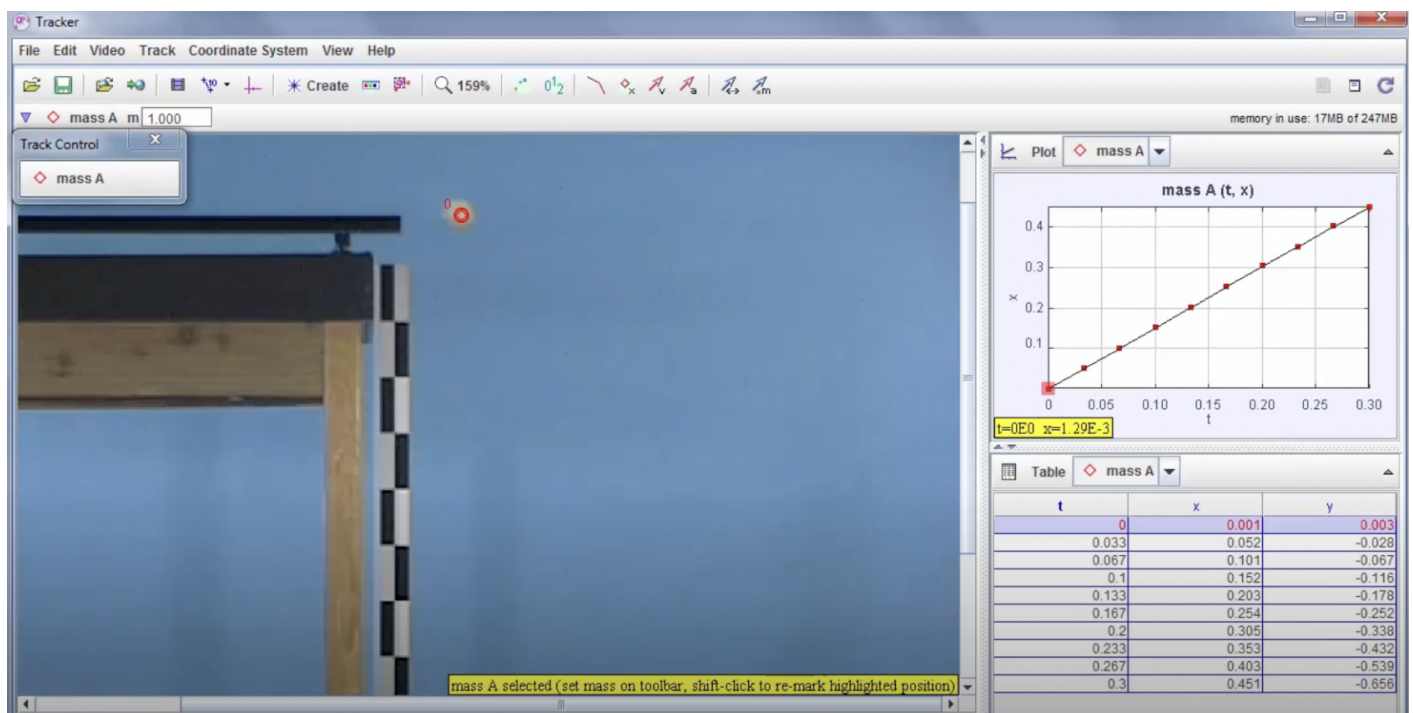 Tracker
File Edit Video Track Coordinate System View Help
Create 159%
mass A m 1.000 memory in use: 17MB of 247MB
Track Control
mass A
0
mass A selected (set mass on toolbar, shift-click to re-mark highlighted position)
Plot mass A
mass A (t, x)
0.4
0.3
x
0.2
0.1
0 0.05 0.10 0.15 0.20 0.25 0.30
t
t=0E0 x=1.29E-3
Table mass A
t x y
0 0.001 0.003
0.033 0.052 -0.028
0.067 0.101 -0.067
0.1 0.152 -0.116
0.133 0.203 -0.178
0.167 0.254 -0.252
0.2 0.305 -0.338
0.233 0.353 -0.432
0.267 0.403 -0.539
0.3 0.451 -0.656